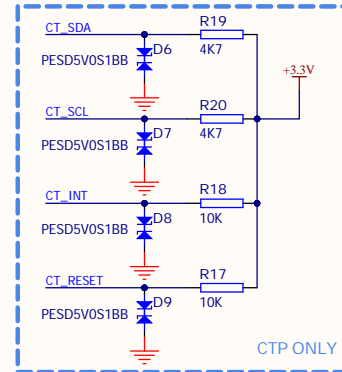 CT_SDA
R19
D6
PESD5V0S1BB
4K7
+3.3V
CT_SCL
R20
D7
PESD5V0S1BB
4K7
CT_INT
R18
D8
PESD5V0S1BB
10K
CT_RESET
R17
D9
PESD5V0S1BB
10K
CTP ONLY